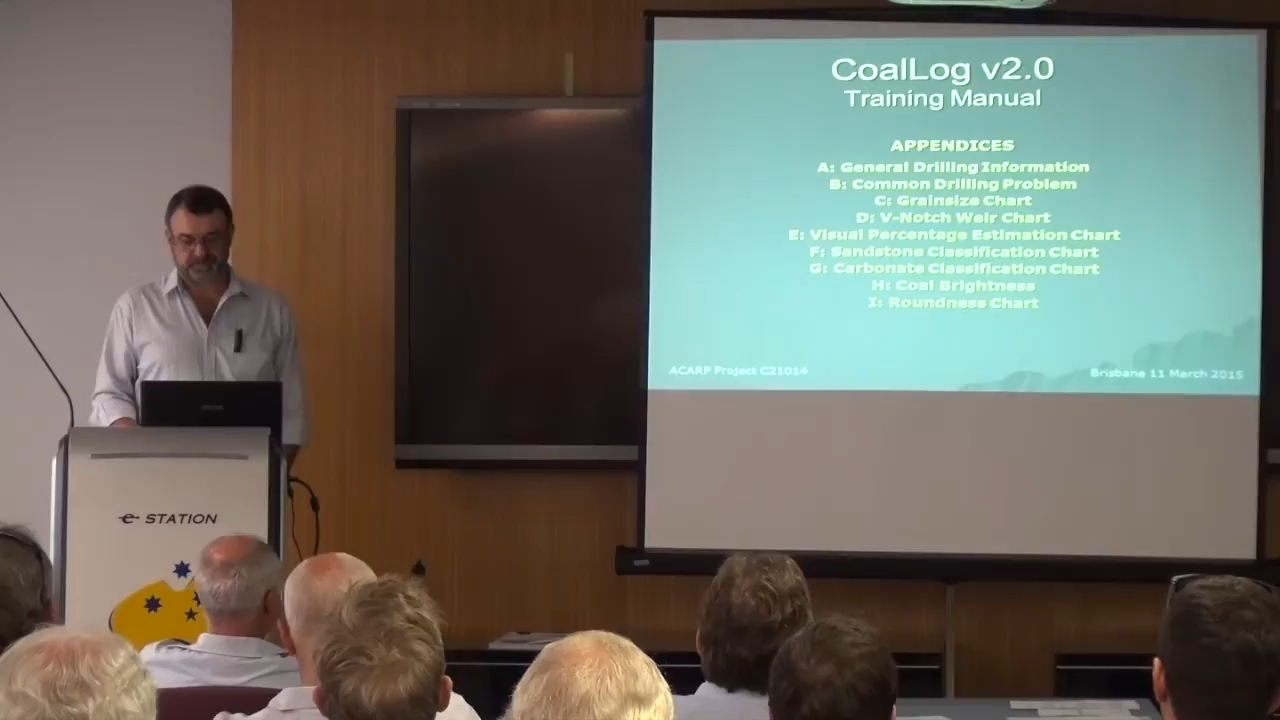 CoalLog v2.0
Training Manual
APPENDICES
A: General Drilling Information
B: Common Drilling Problem
C: Grainsize Chart
D: V-Notch Weir Chart
E: Visual Percentage Estimation Chart
F: Sandstone Classification Chart
G: Carbonate Classification Chart
H: Coal Brightness
I: Roundness Chart
ACARP Project C21014
Brisbane 11 March 2015
e STATION